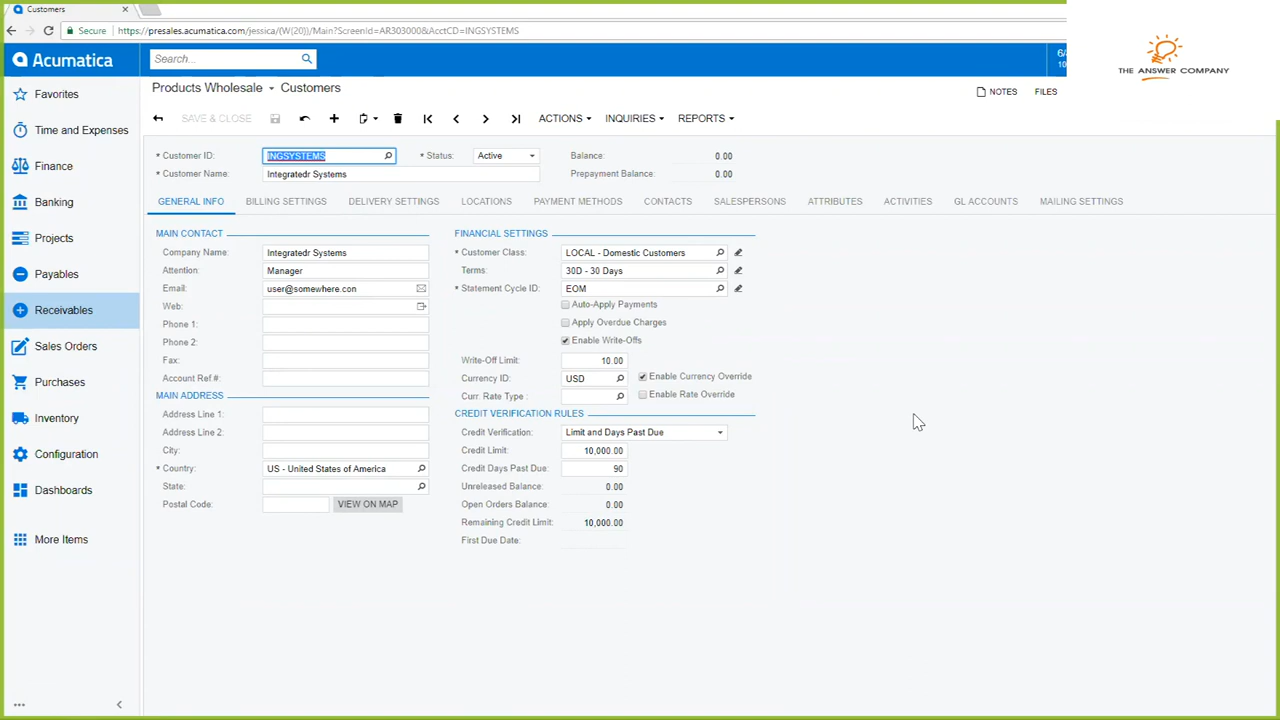 Customers
Secure https://presales.acumatica.com/jessica/(W(20))/Main?ScreenId=AR303000&AcctCD=INGSYSTEMS
Acumatica
Search...
6/
10
THE ANSWER COMPANY
Products Wholesale Customers
NOTES FILES
SAVE & CLOSE ACTIONS INQUIRIES REPORTS
Favorites
Time and Expenses
Finance
Banking
Projects
Payables
Receivables
Sales Orders
Purchases
Inventory
Configuration
Dashboards
More Items
* Customer ID: INGSYSTEMS * Status: Active Balance: 0.00
* Customer Name: Integratedr Systems Prepayment Balance: 0.00
GENERAL INFO BILLING SETTINGS DELIVERY SETTINGS LOCATIONS PAYMENT METHODS CONTACTS SALESPERSONS ATTRIBUTES ACTIVITIES GL ACCOUNTS MAILING SETTINGS
MAIN CONTACT
Company Name: Integratedr Systems
Attention: Manager
Email: user@somewhere.con
Web:
Phone 1:
Phone 2:
Fax:
Account Ref #:
MAIN ADDRESS
Address Line 1:
Address Line 2:
City:
* Country: US - United States of America
State:
Postal Code: VIEW ON MAP
FINANCIAL SETTINGS
* Customer Class: LOCAL - Domestic Customers
Terms: 30D - 30 Days
* Statement Cycle ID: EOM
Auto-Apply Payments
Apply Overdue Charges
Enable Write-Offs
Write-Off Limit: 10.00
Currency ID: USD Enable Currency Override
Curr. Rate Type : Enable Rate Override
CREDIT VERIFICATION RULES
Credit Verification: Limit and Days Past Due
Credit Limit: 10,000.00
Credit Days Past Due: 90
Unreleased Balance: 0.00
Open Orders Balance: 0.00
Remaining Credit Limit: 10,000.00
First Due Date: